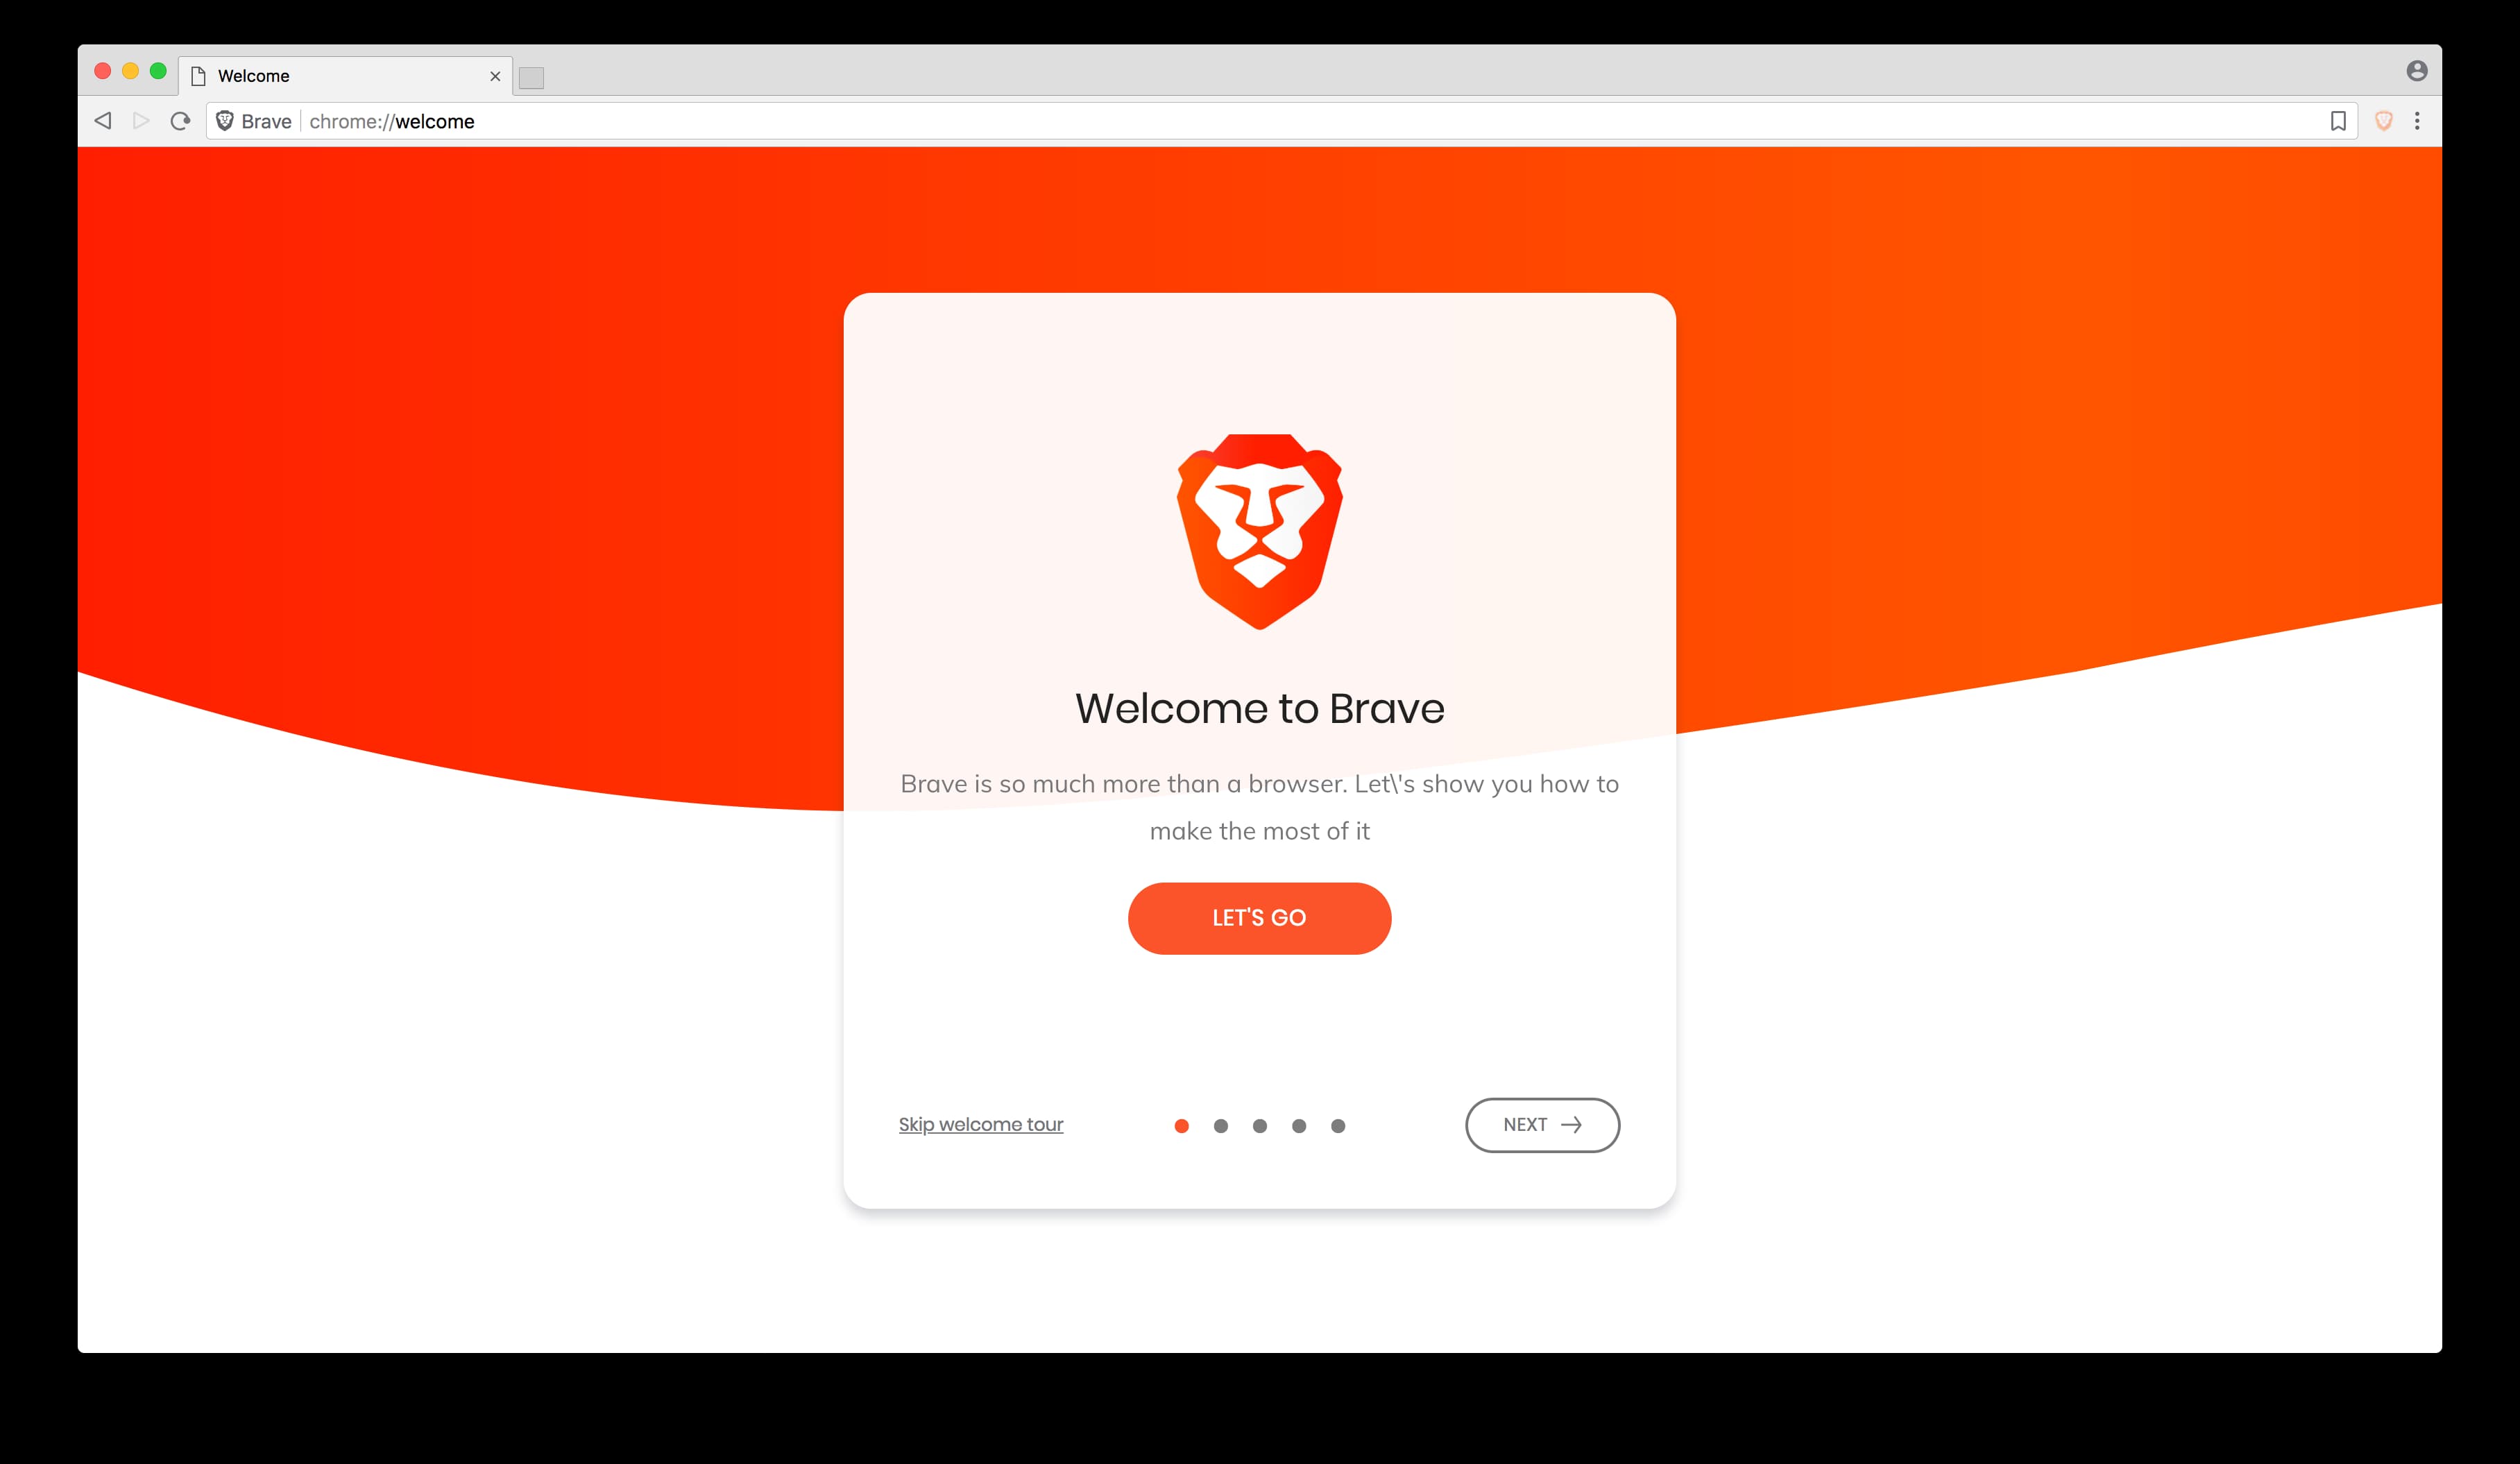 Welcome
Brave chrome://welcome
Welcome to Brave
Brave is so much more than a browser. Let\'s show you how to
make the most of it
LET'S GO
Skip welcome tour
NEXT